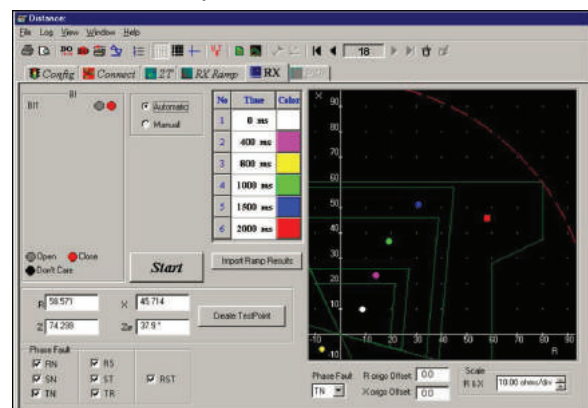 Distance:
File Log View Window Help
18
Config Connect 2T RX Ramp RX
BI
BIT
Automatic
Manual
No Time Color
1 0 ms
2 400 ms
3 800 ms
4 1000 ms
5 1500 ms
6 2000 ms
Open Close
Don't Care
Start
Import Ramp Results
R 58.571 X 45.714
Z 74.299 Zø 37.9°
Create TestPoint
Phase Fault
RN RS
SN ST RST
TN TR
X
90
80
70
60
50
40
30
20
10
-10
-10 10 20 30 40 50 60 70 80 90
R
Phase Fault R origo Offset: 0.0
TN X origo Offset: 0.0
Scale
R & X 10.00 ohms/div